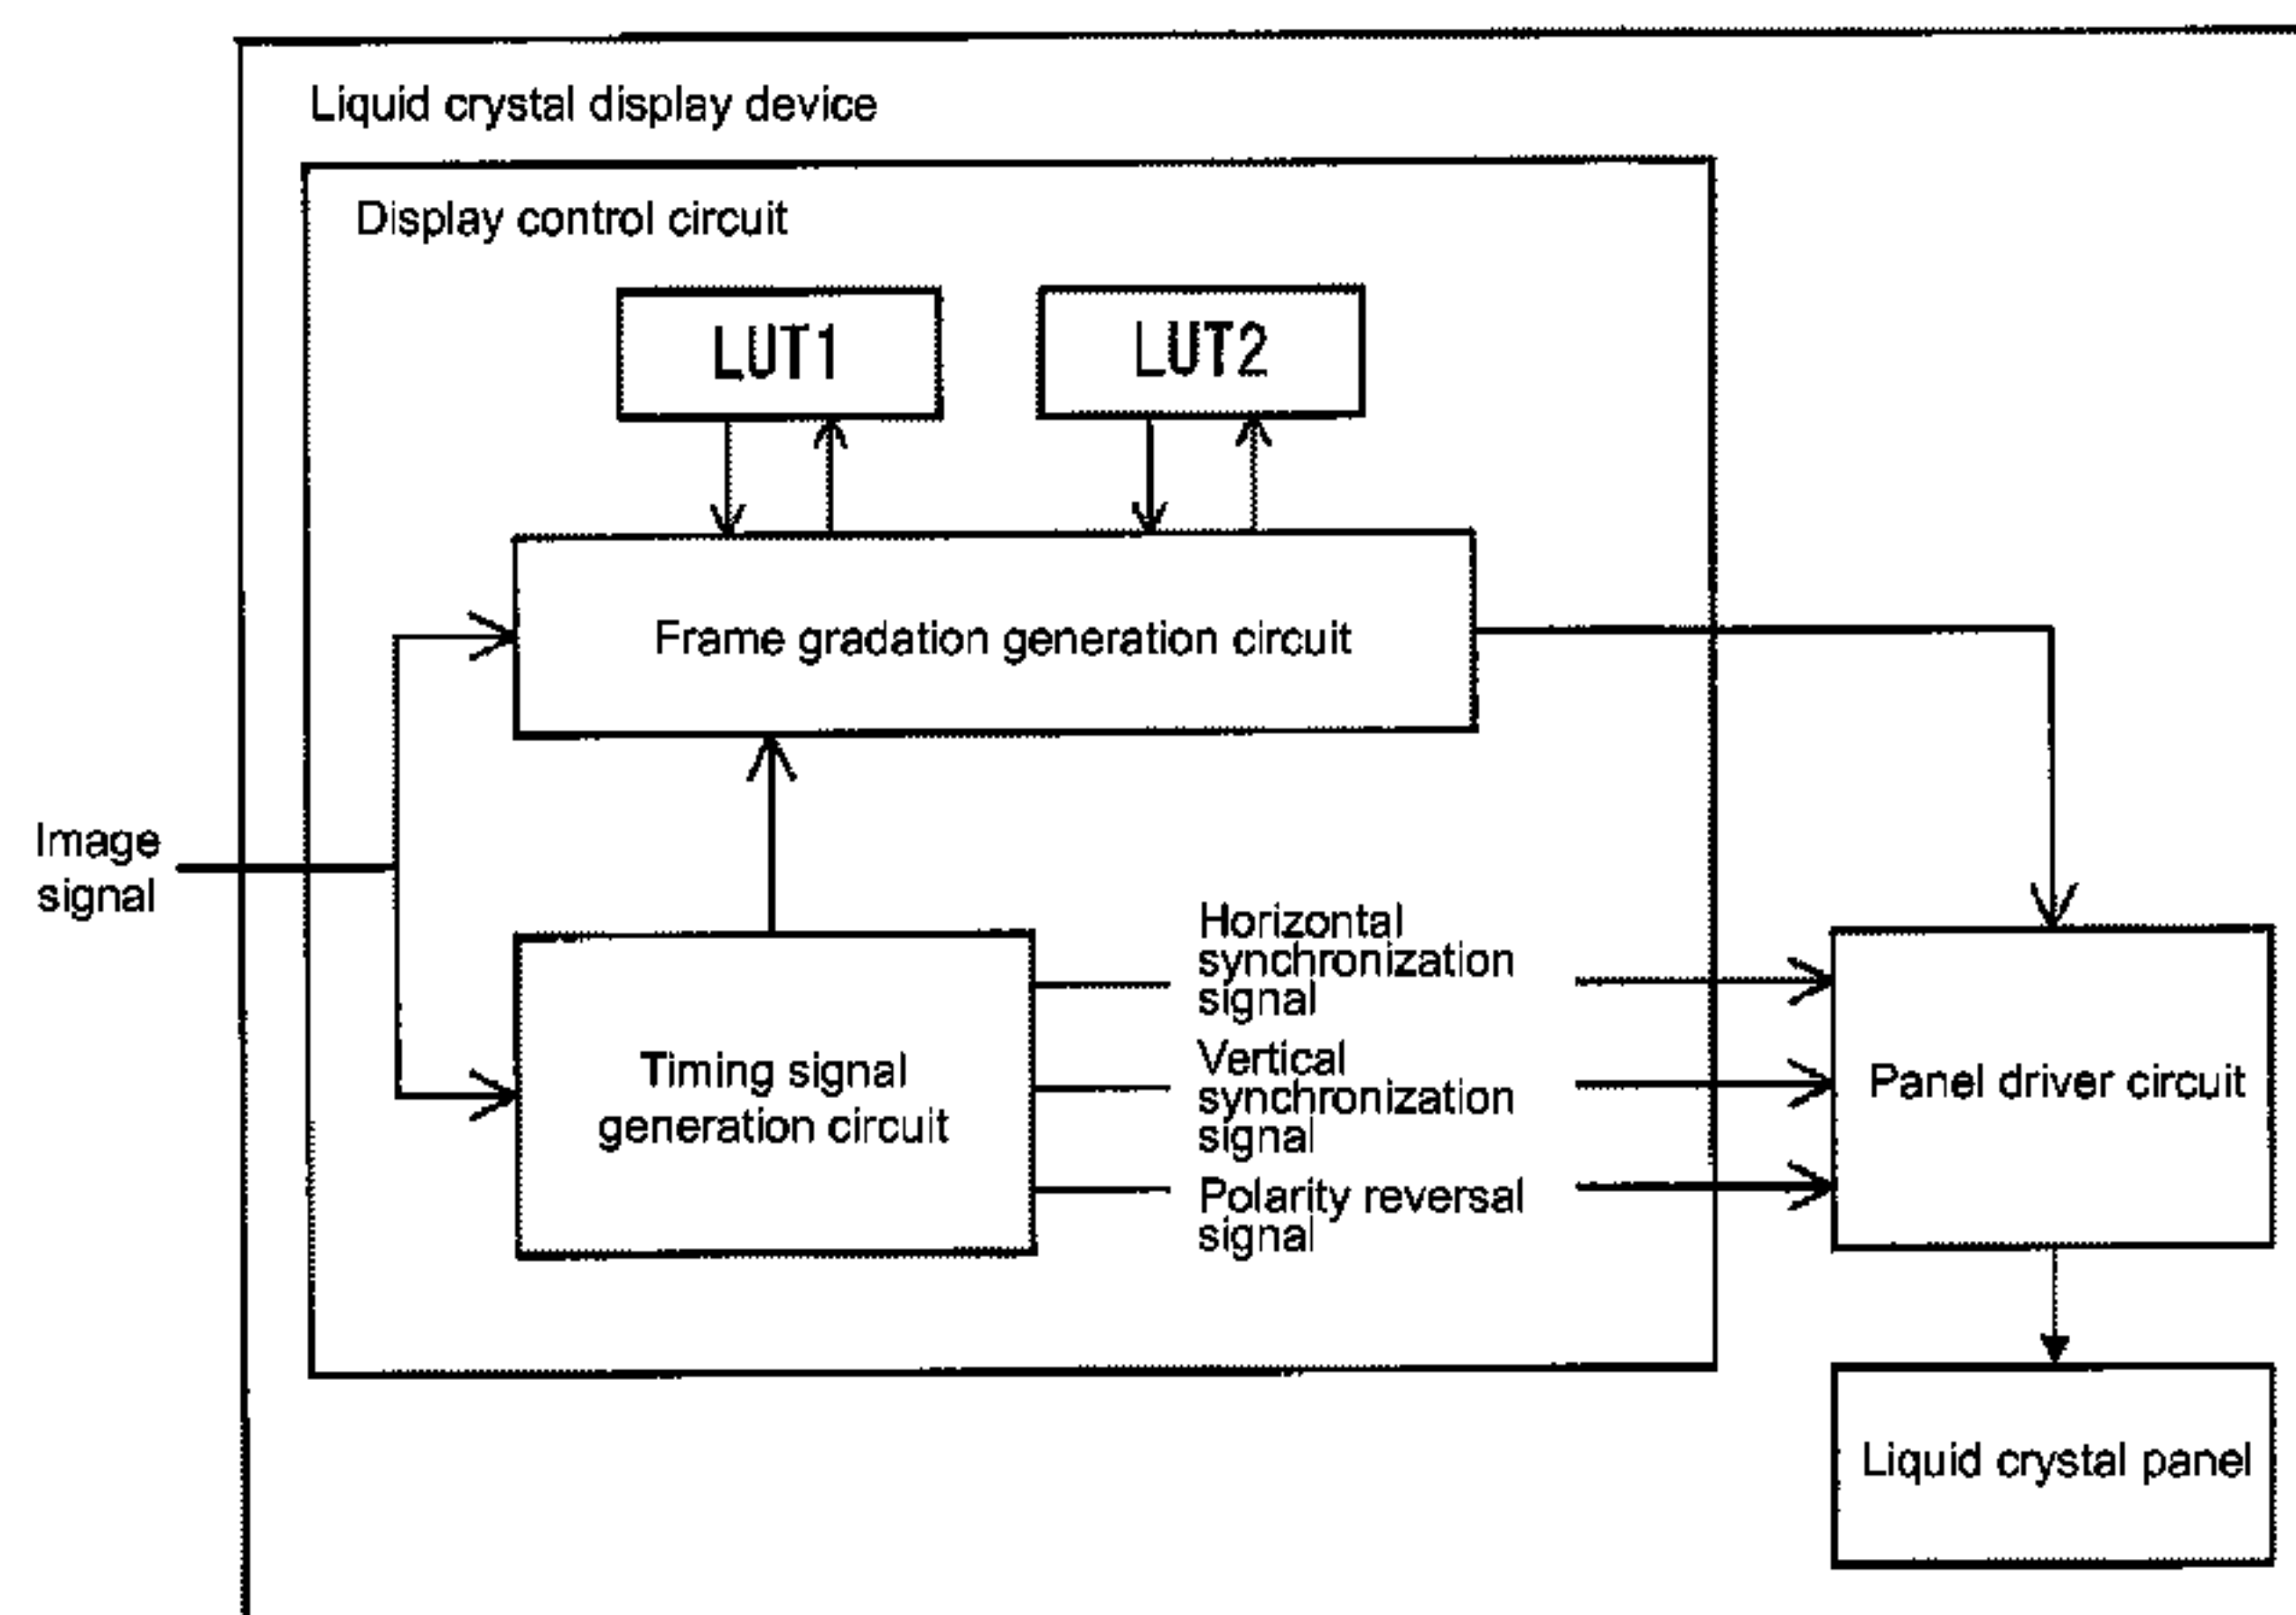 Liquid crystal display device
Display control circuit
LUT1
LUT2
Frame gradation generation circuit
Image
signal
Timing signal
generation circuit
Horizontal
synchronization
signal
Vertical
synchronization
signal
Polarity reversal
signal
Panel driver circuit
Liquid crystal panel